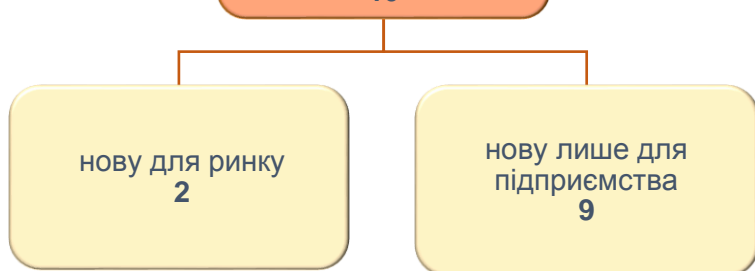 нову для ринку
2
нову лише для
підприємства
9